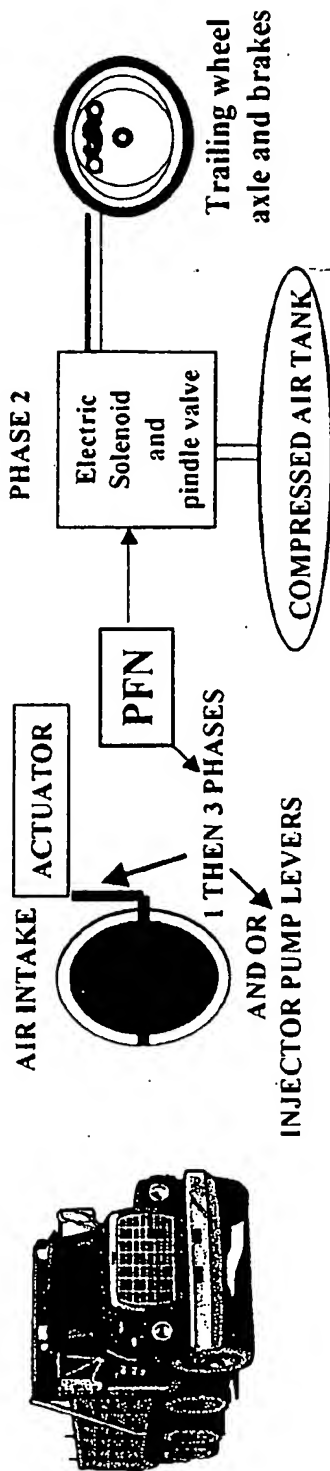 AIR INTAKE
ACTUATOR
1 THEN 3 PHASES
AND OR
INJECTOR PUMP LEVERS
PFN
PHASE 2
Electric
Solenoid
and
pindle valve
COMPRESSED AIR TANK
Trailing wheel
axle and brakes